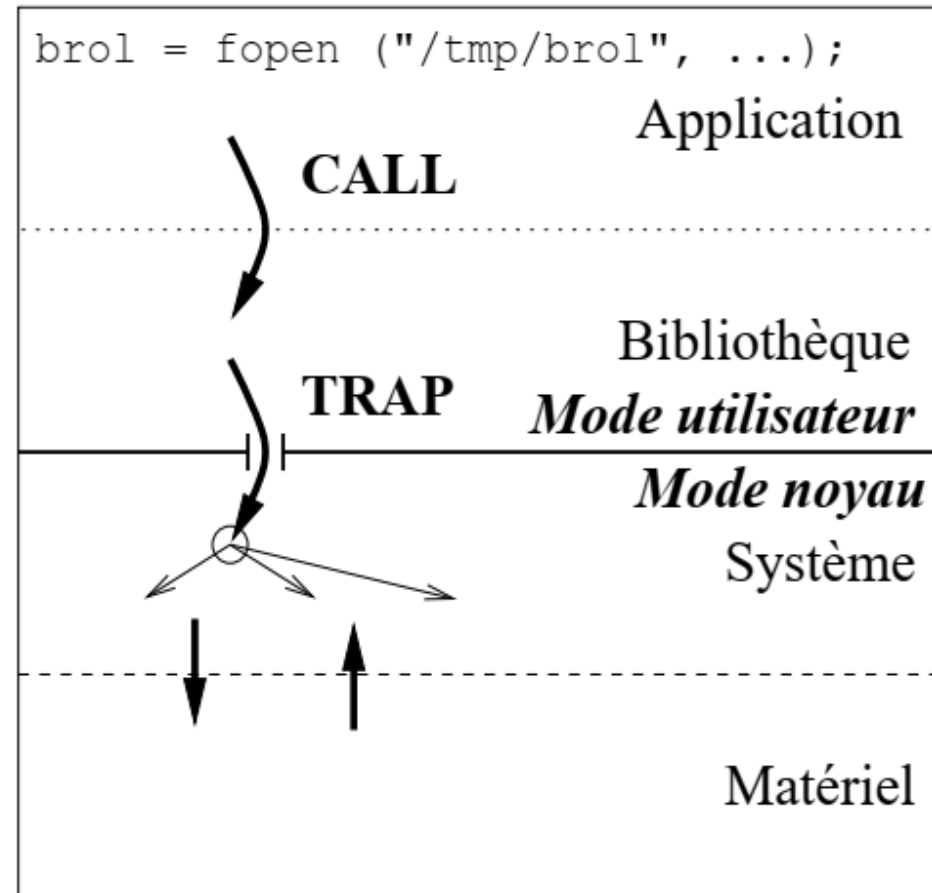 brol = fopen ("/tmp/brol", ...);
Application
CALL
Bibliothèque
TRAP
Mode utilisateur
Mode noyau
Système
Matériel